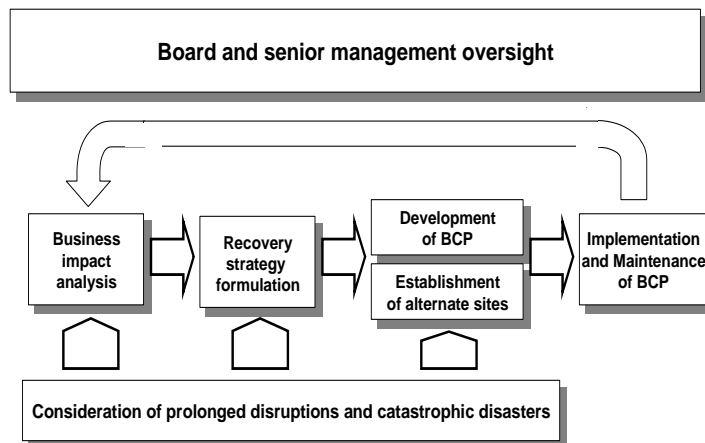 Board and senior management oversight
Business
impact
analysis
Recovery
strategy
formulation
Development
of BCP
Establishment
of alternate sites
Implementation
and Maintenance
of BCP
Consideration of prolonged disruptions and catastrophic disasters